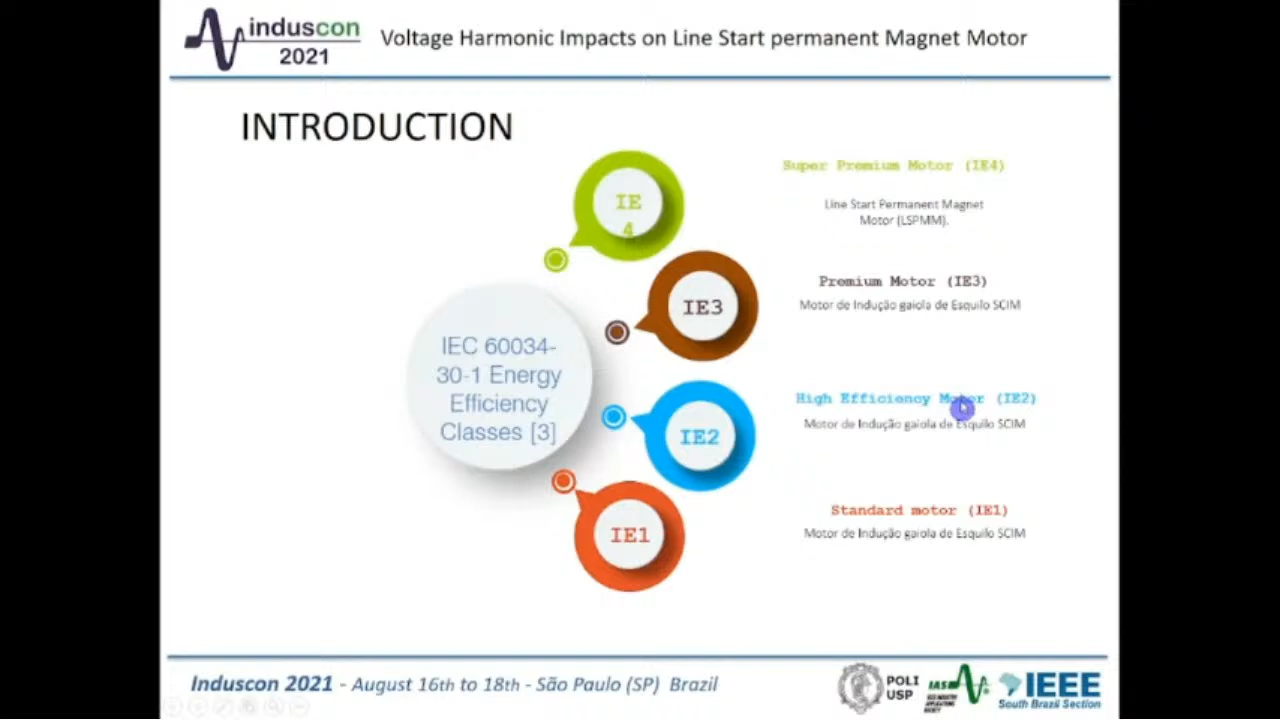 induscon
2021
Voltage Harmonic Impacts on Line Start permanent Magnet Motor
INTRODUCTION
IE
4
Super Premium Motor (IE4)
Line Start Permanent Magnet
Motor (LSPMM).
IE3
Premium Motor (IE3)
Motor de Indução gaiola de Esquilo SCIM
IEC 60034-
30-1 Energy
Efficiency
Classes [3]
IE2
High Efficiency Motor (IE2)
Motor de Indução gaiola de Esquilo SCIM
IE1
Standard motor (IE1)
Motor de Indução gaiola de Esquilo SCIM
Induscon 2021 - August 16th to 18th - São Paulo (SP) Brazil
POLI
USP
IAS
IEEE
South Brazil Section